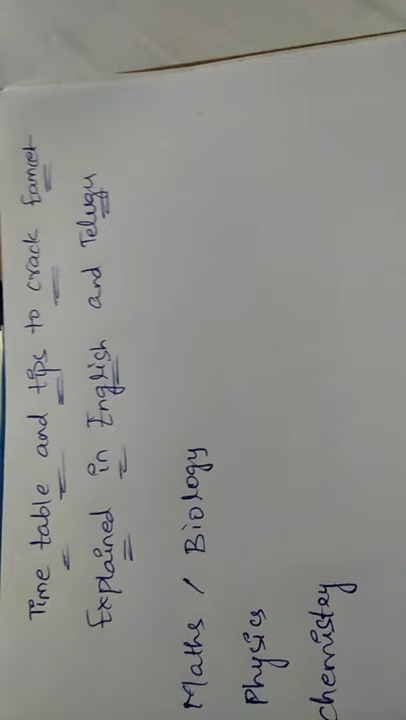 Time table and tips to crack Eamcet
Explained in English and Telugu
Maths / Biology
Physics
Chemistry